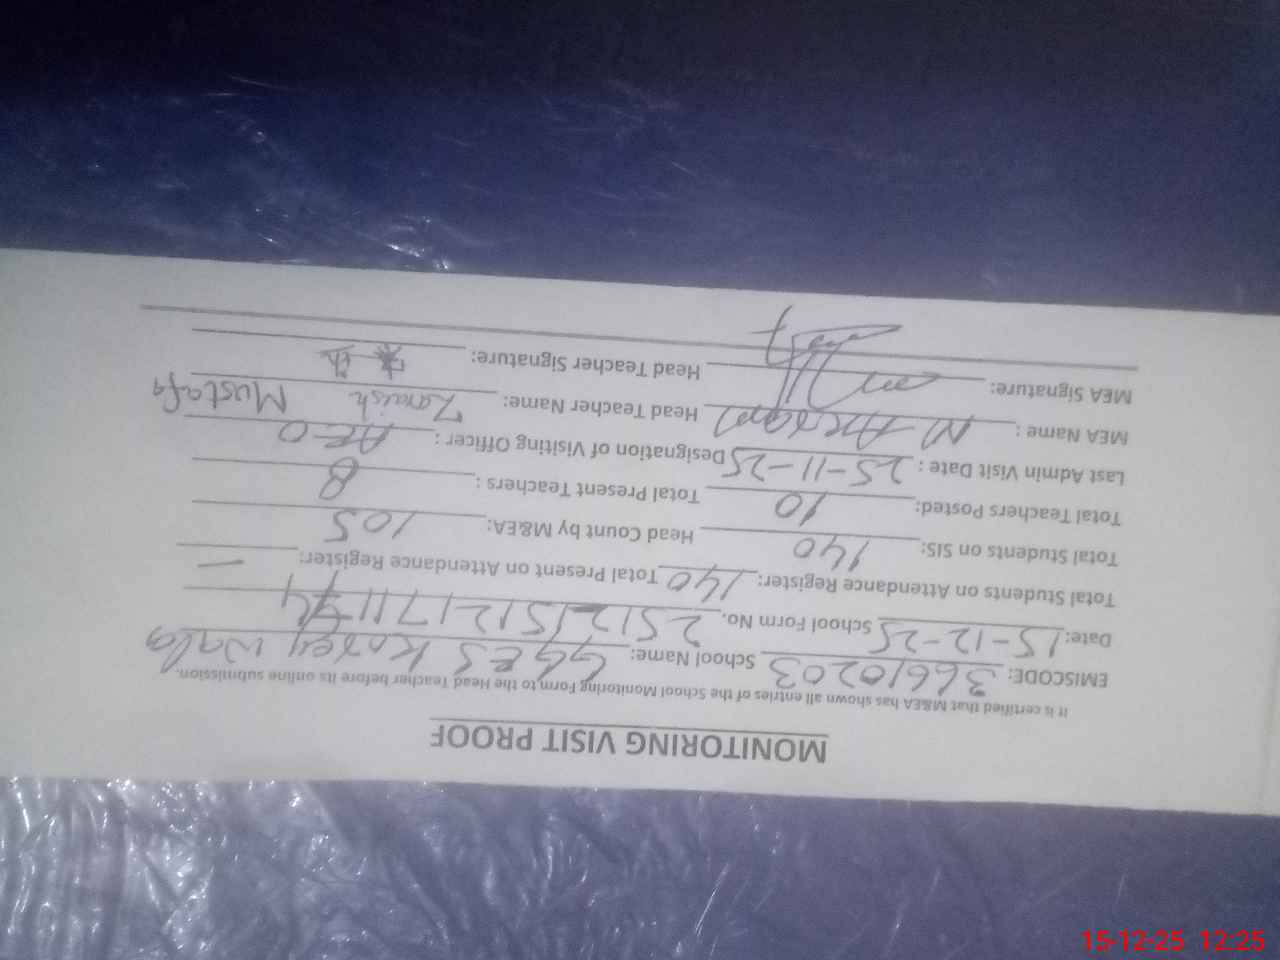 MONITORING VISIT PROOF
It is certified that M&EA has shown all entries of the School Monitoring Form to the Head Teacher before its online submission.
EMISCODE: 36610203 School Name: GGES Kotey wala
Date: 15-12-25 School Form No. 
Total Students on Attendance Register: 140 Total Present on Attendant Register: —
Total Students on SIS: 140 Head Count by M&EA: 105
Total Teachers Posted: 10 Total Present Teachers : 8
Last Admin Visit Date : 25-11-25 Designation of Visiting Officer : AEO
MEA Name : M. Head Teacher Name: Zanaish Mustafa
MEA Signature: Head Teacher Signature:
15-12-25 12:25